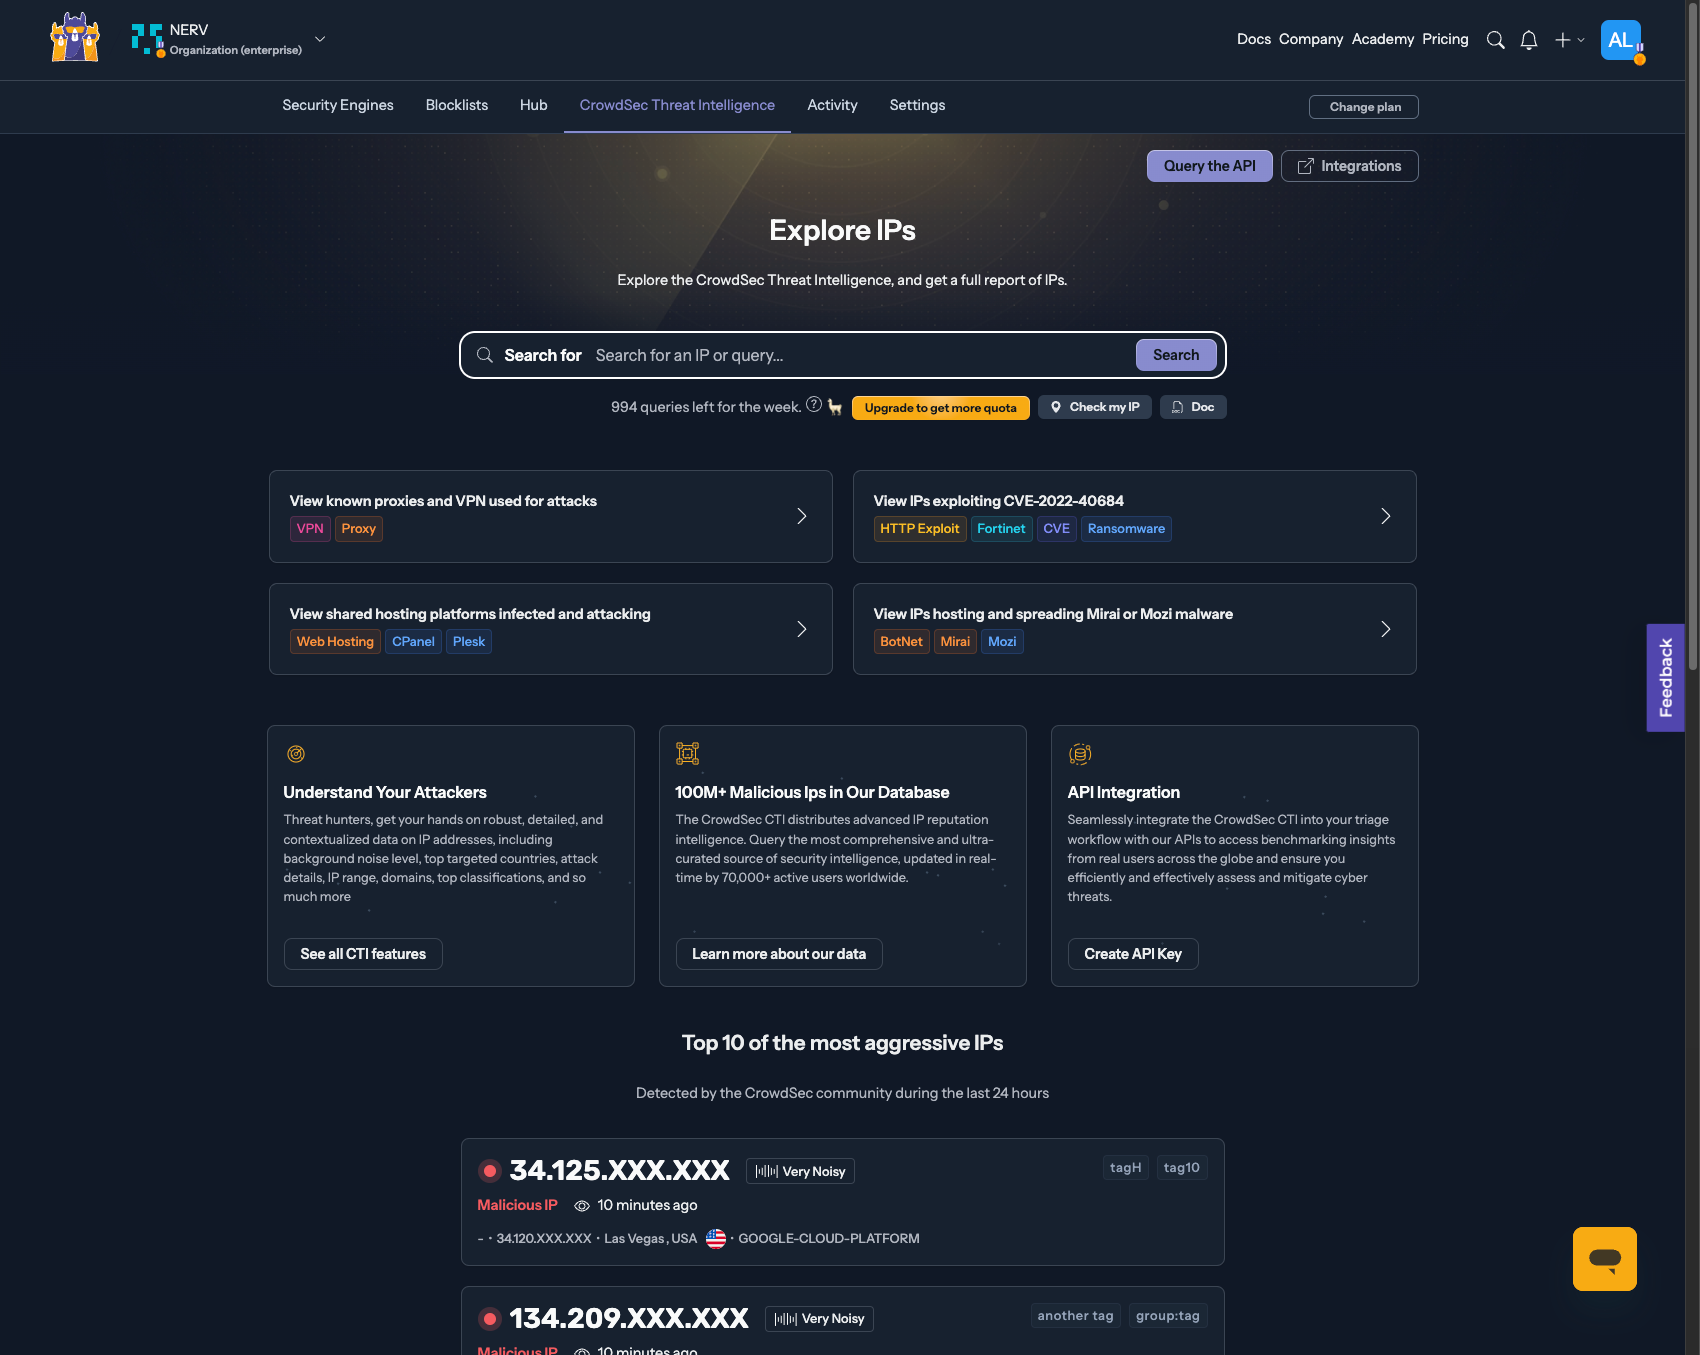 NERV
Organization (enterprise)
Docs Company Academy Pricing
AL
Security Engines Blocklists Hub CrowdSec Threat Intelligence Activity Settings
Change plan
Query the API Integrations
Explore IPs
Explore the CrowdSec Threat Intelligence, and get a full report of IPs.
Search for Search for an IP or query... Search
994 queries left for the week. ? Upgrade to get more quota Check my IP Doc
View known proxies and VPN used for attacks
VPN Proxy
View IPs exploiting CVE-2022-40684
HTTP Exploit Fortinet CVE Ransomware
View shared hosting platforms infected and attacking
Web Hosting CPanel Plesk
View IPs hosting and spreading Mirai or Mozi malware
BotNet Mirai Mozi
Feedback
Understand Your Attackers
Threat hunters, get your hands on robust, detailed, and
contextualized data on IP addresses, including
background noise level, top targeted countries, attack
details, IP range, domains, top classifications, and so
much more
See all CTI features
100M+ Malicious Ips in Our Database
The CrowdSec CTI distributes advanced IP reputation
intelligence. Query the most comprehensive and ultra-
curated source of security intelligence, updated in real-
time by 70,000+ active users worldwide.
Learn more about our data
API Integration
Seamlessly integrate the CrowdSec CTI into your triage
workflow with our APIs to access benchmarking insights
from real users across the globe and ensure you
efficiently and effectively assess and mitigate cyber
threats.
Create API Key
Top 10 of the most aggressive IPs
Detected by the CrowdSec community during the last 24 hours
34.125.XXX.XXX Very Noisy tagH tag10
Malicious IP 10 minutes ago
- • 34.120.XXX.XXX • Las Vegas, USA • GOOGLE-CLOUD-PLATFORM
134.209.XXX.XXX Very Noisy another tag group:tag
Malicious IP 10 minutes ago